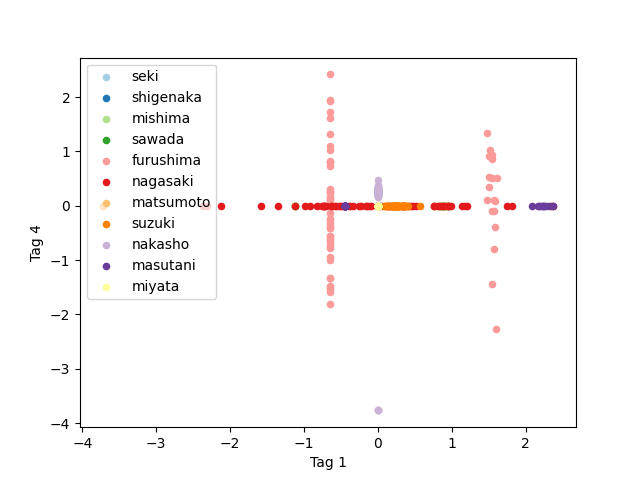 seki
shigenaka
mishima
sawada
furushima
nagasaki
matsumoto
suzuki
nakasho
masutani
miyata
2
1
0
−1
−2
−3
−4
Tag 4
−4 −3 −2 −1 0 1 2
Tag 1